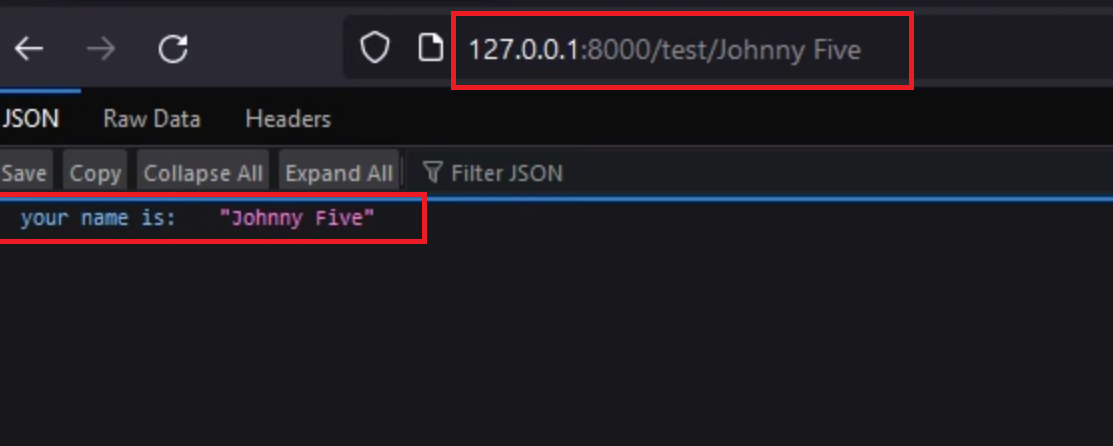 127.0.0.1:8000/test/Johnny Five
JSON Raw Data Headers
Save Copy Collapse All Expand All Filter JSON
your name is: "Johnny Five"